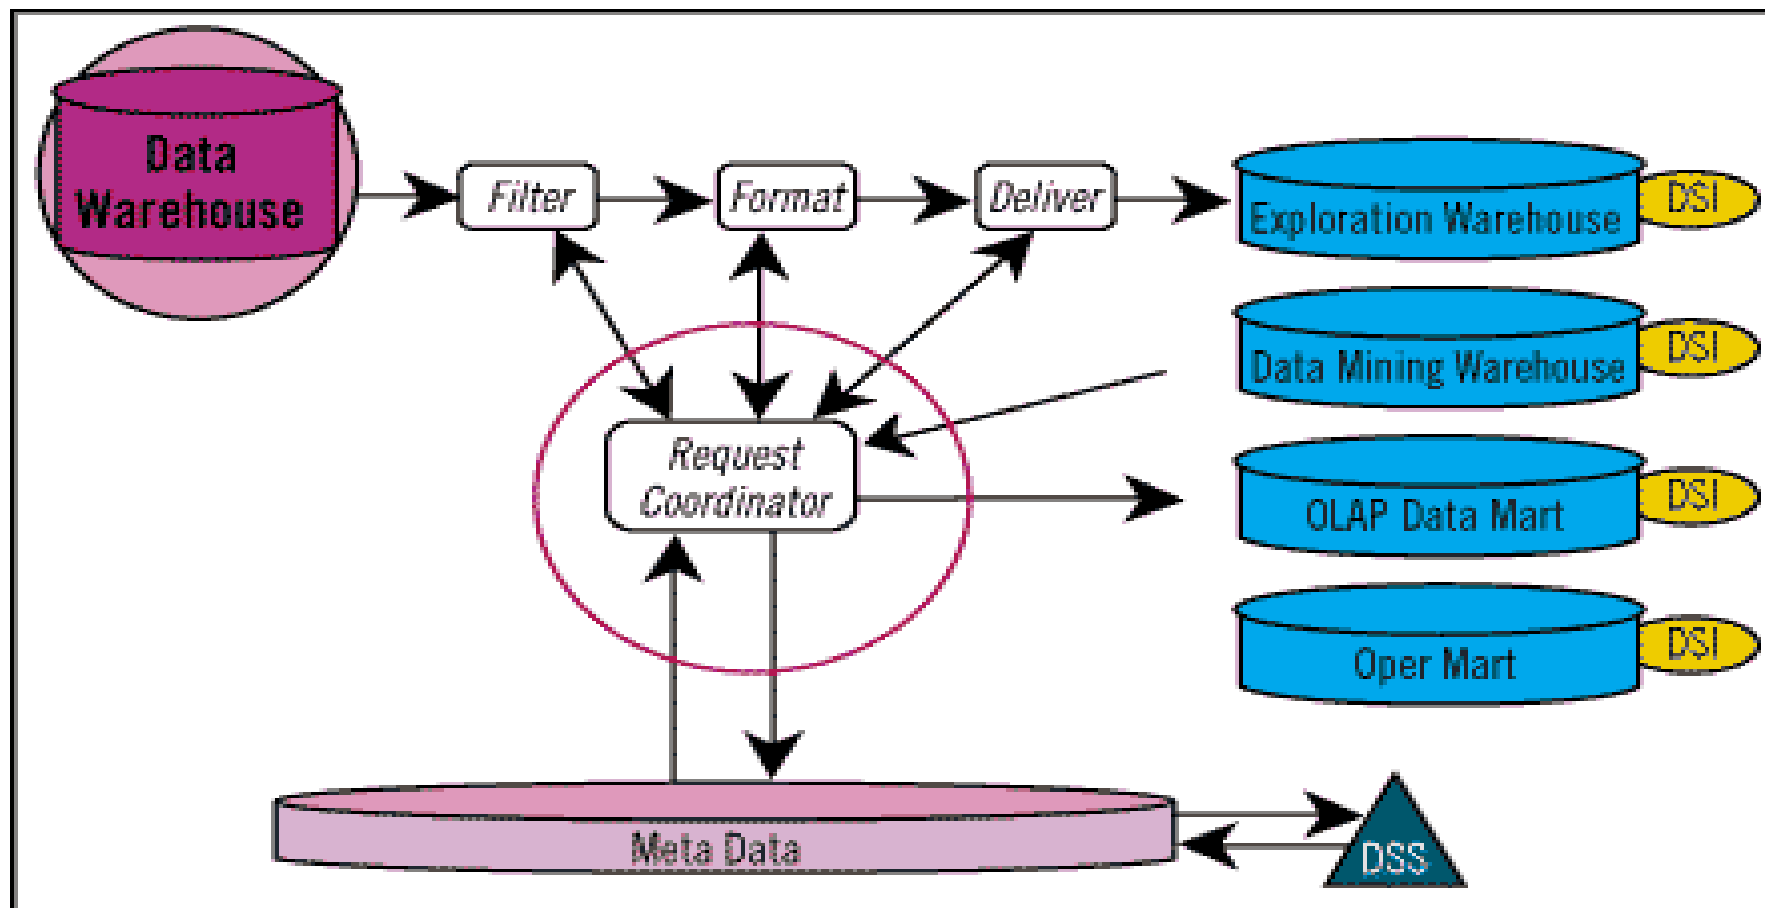 Data
Warehouse
Filter
Format
Deliver
Exploration Warehouse
DSI
Data Mining Warehouse
DSI
Request
Coordinator
OLAP Data Mart
DSI
Oper Mart
DSI
Meta Data
DSS